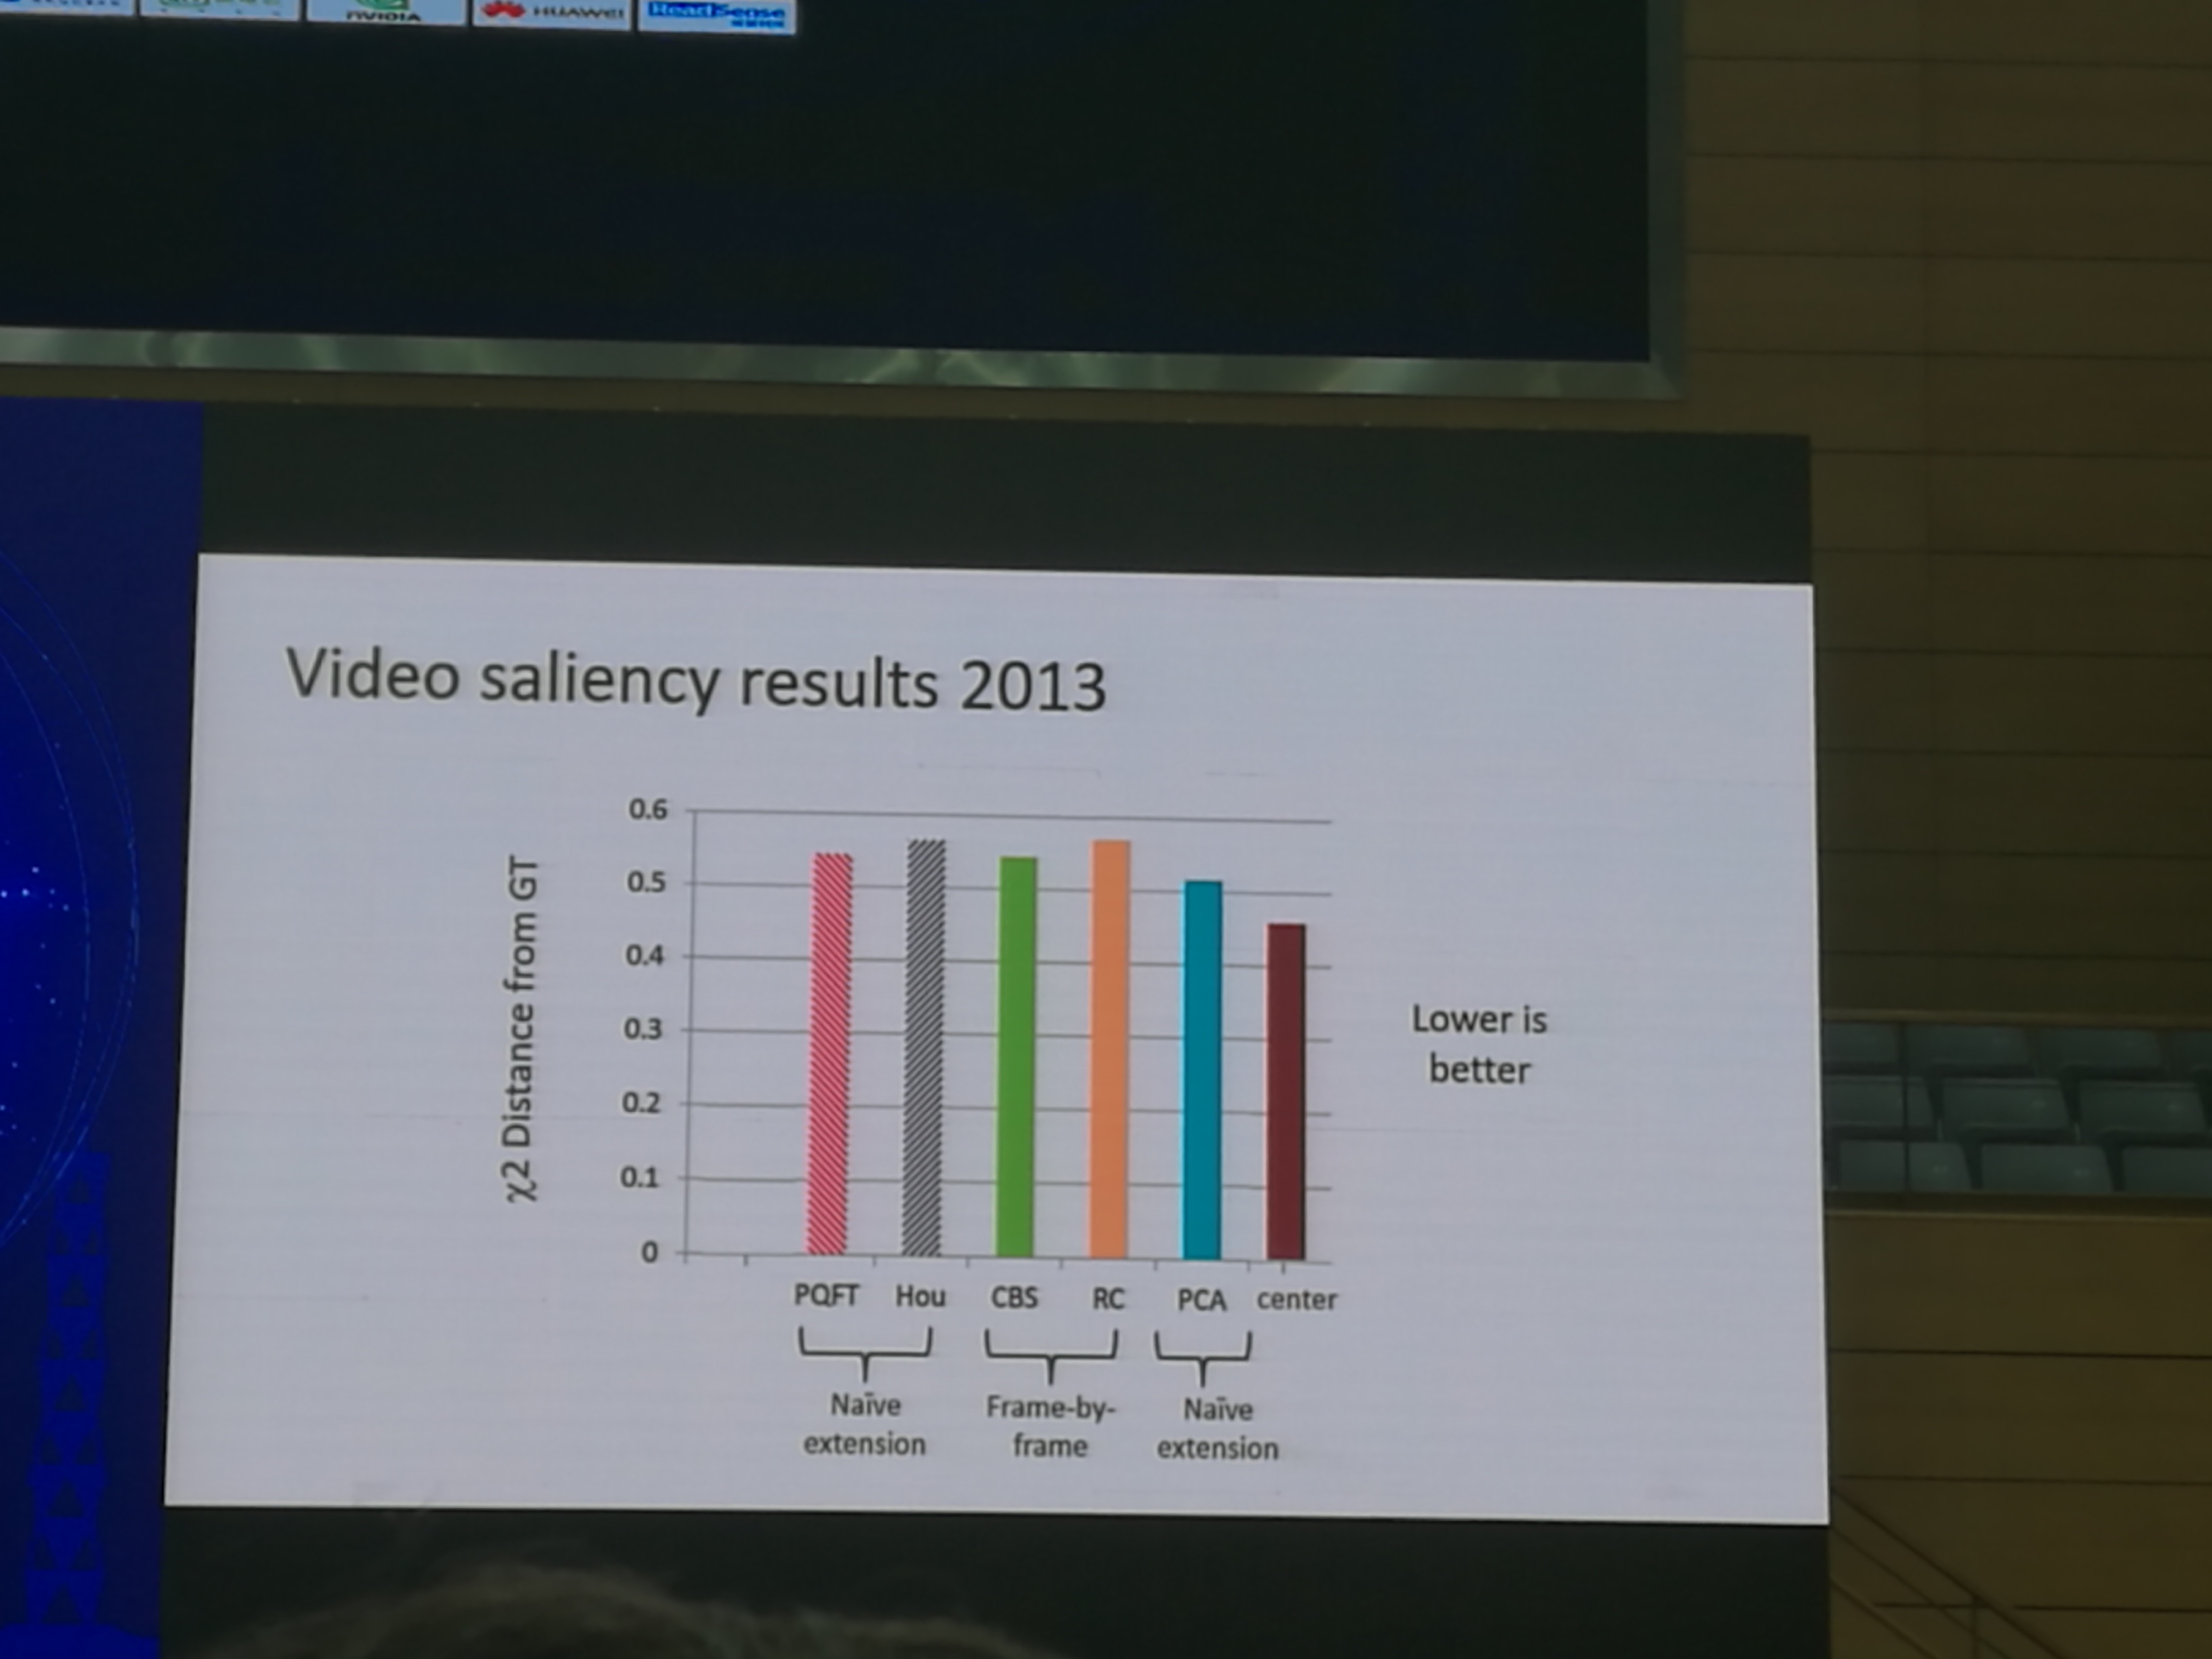 NVIDIA
HUAWEI
ReadSense
Video saliency results 2013
χ2 Distance from GT
0.6
0.5
0.4
0.3
0.2
0.1
0
PQFT Hou CBS RC PCA center
Naïve
extension
Frame-by-
frame
Naïve
extension
Lower is
better